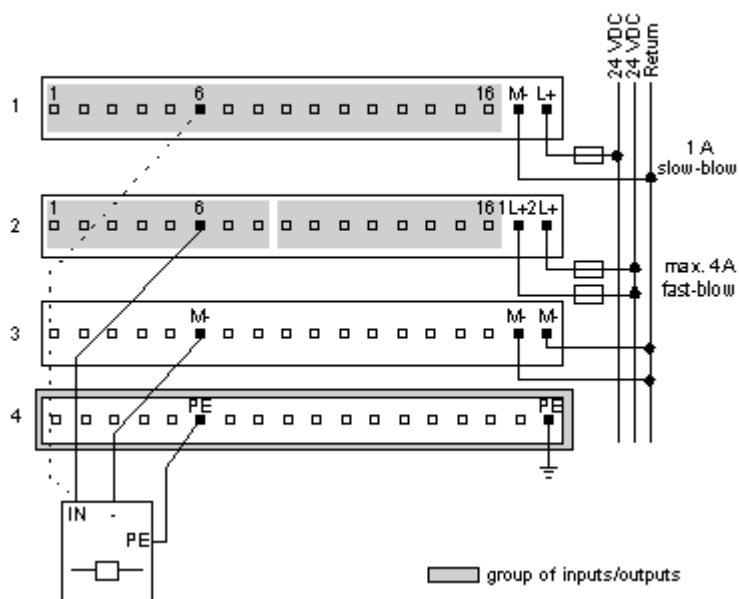 24 VDC
24 VDC
Return
1 6 16 M- L+
1
1 A
slow-blow
1 6 16 1L+ 2L+
2
max. 4 A
fast-blow
M- M- M-
3
PE PE
4
IN -
PE
group of inputs/outputs